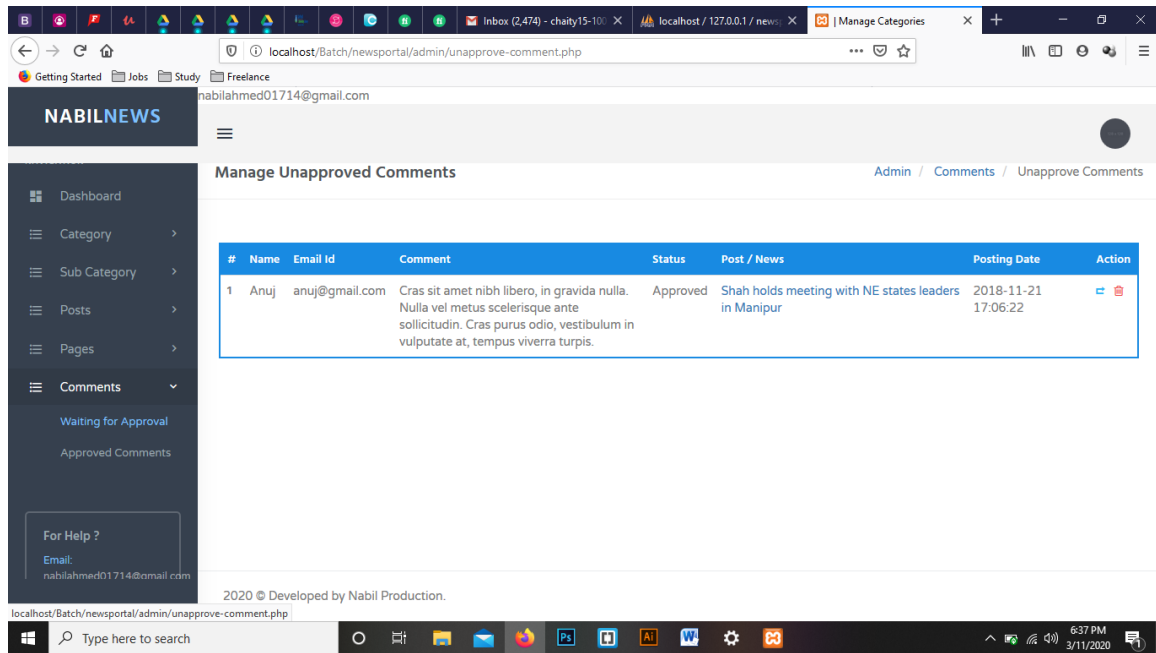 Inbox (2,474) - chaity15-100
localhost / 127.0.0.1 / news
| Manage Categories
localhost/Batch/newsportal/admin/unapprove-comment.php
Getting Started Jobs Study Freelance
nabilahmed01714@gmail.com
NABILNEWS
Manage Unapproved Comments
Admin / Comments / Unapprove Comments
Dashboard
Category
Sub Category
Posts
Pages
Comments
Waiting for Approval
Approved Comments
# Name Email Id Comment Status Post / News Posting Date Action
1 Anuj anuj@gmail.com Cras sit amet nibh libero, in gravida nulla. Approved Shah holds meeting with NE states leaders 2018-11-21
Nulla vel metus scelerisque ante in Manipur 17:06:22
sollicitudin. Cras purus odio, vestibulum in
vulputate at, tempus viverra turpis.
For Help ?
Email:
nabilahmed01714@gmail.com
2020 © Developed by Nabil Production.
localhost/Batch/newsportal/admin/unapprove-comment.php
Type here to search
Ps
Ai
W
6:37 PM
3/11/2020